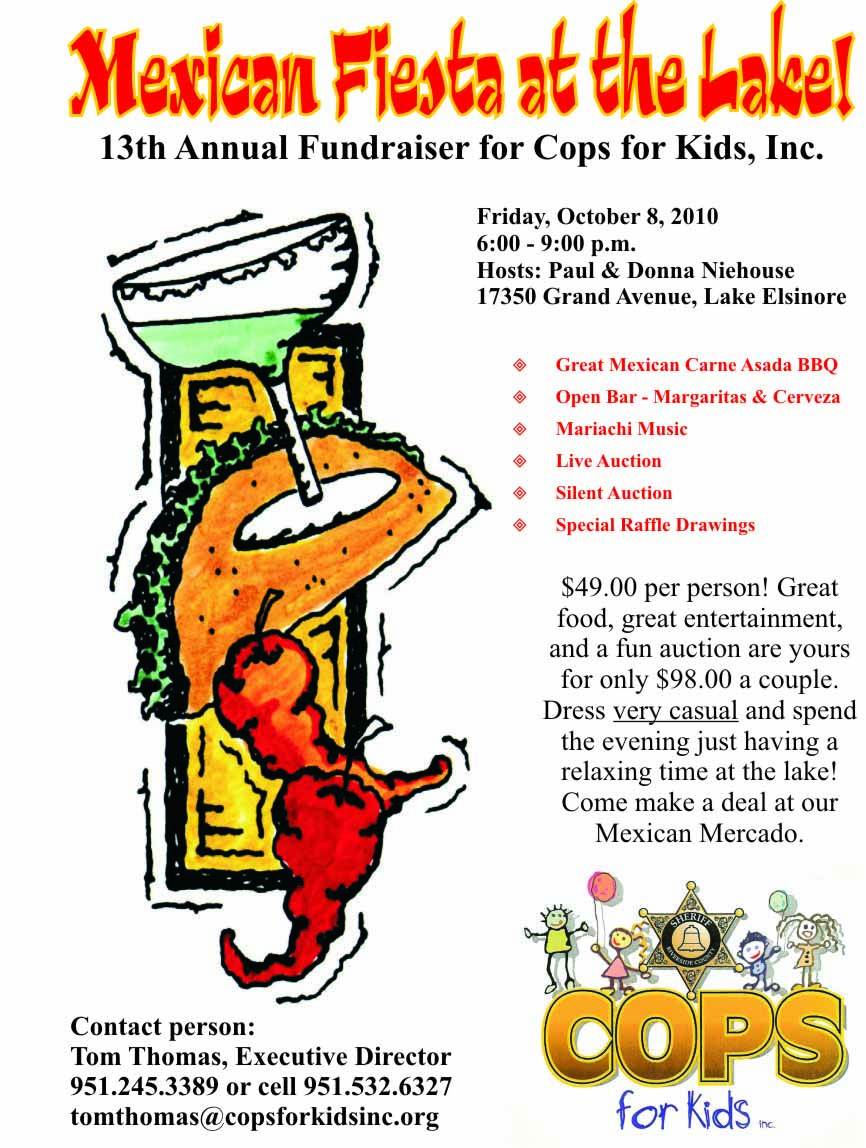 Mexican Fiesta at the Lake!
13th Annual Fundraiser for Cops for Kids, Inc.
Friday, October 8, 2010
6:00 - 9:00 p.m.
Hosts: Paul & Donna Niehouse
17350 Grand Avenue, Lake Elsinore
Great Mexican Carne Asada BBQ
Open Bar - Margaritas & Cerveza
Mariachi Music
Live Auction
Silent Auction
Special Raffle Drawings
$49.00 per person! Great
food, great entertainment,
and a fun auction are yours
for only $98.00 a couple.
Dress very casual and spend
the evening just having a
relaxing time at the lake!
Come make a deal at our
Mexican Mercado.
SHERIFF
RIVERSIDE COUNTY
COPS
for Kids inc.
Contact person:
Tom Thomas, Executive Director
951.245.3389 or cell 951.532.6327
tomthomas@copsforkidsinc.org